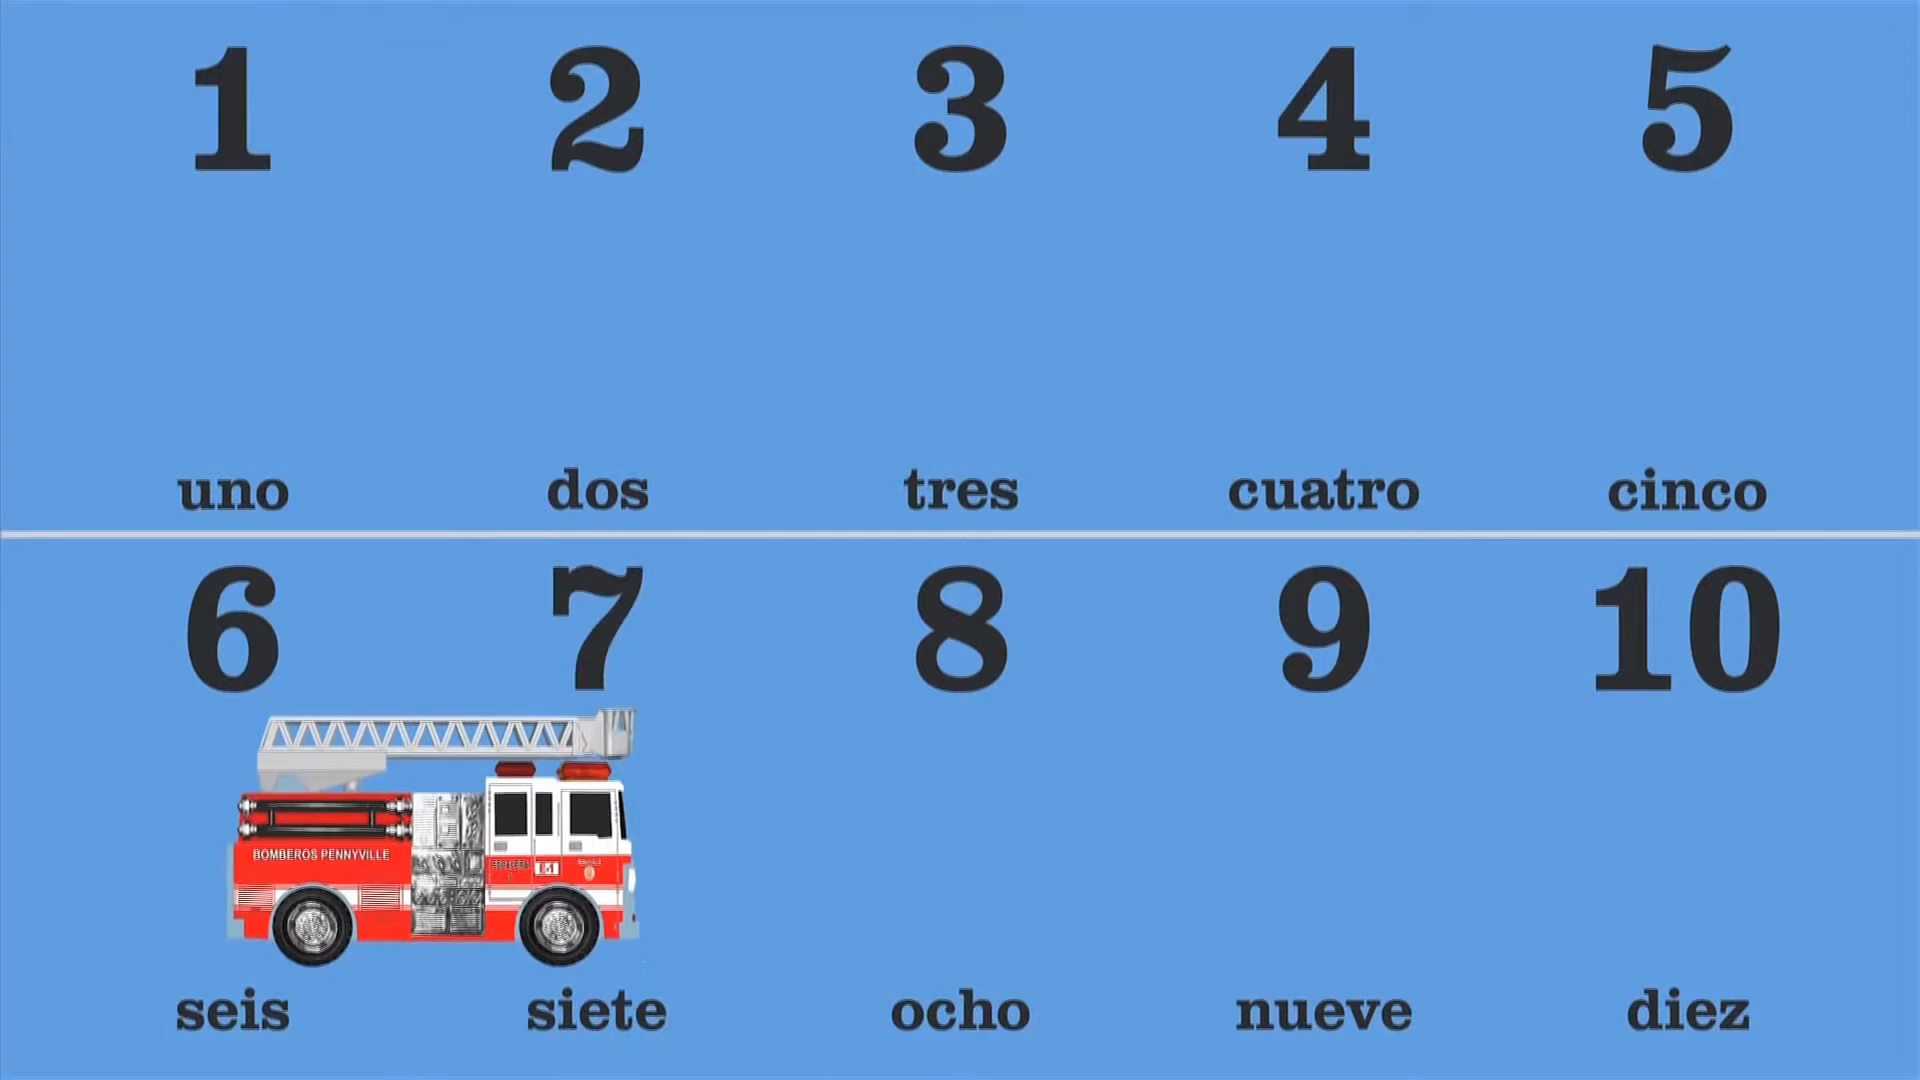 1 2 3 4 5
uno dos tres cuatro cinco
6 7 8 9 10
BOMBEROS PENNYVILLE
seis siete ocho nueve diez